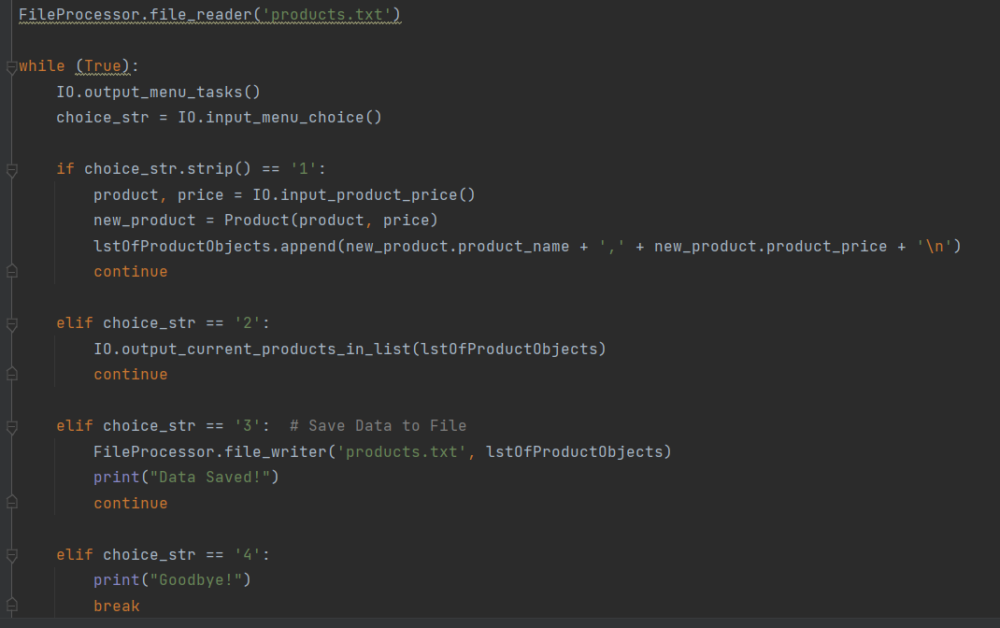 FileProcessor.file_reader('products.txt')
while (True):
    IO.output_menu_tasks()
    choice_str = IO.input_menu_choice()
    if choice_str.strip() == '1':
        product, price = IO.input_product_price()
        new_product = Product(product, price)
        lstOfProductObjects.append(new_product.product_name + ',' + new_product.product_price + '\n')
        continue
    elif choice_str == '2':
        IO.output_current_products_in_list(lstOfProductObjects)
        continue
    elif choice_str == '3':  # Save Data to File
        FileProcessor.file_writer('products.txt', lstOfProductObjects)
        print("Data Saved!")
        continue
    elif choice_str == '4':
        print("Goodbye!")
        break